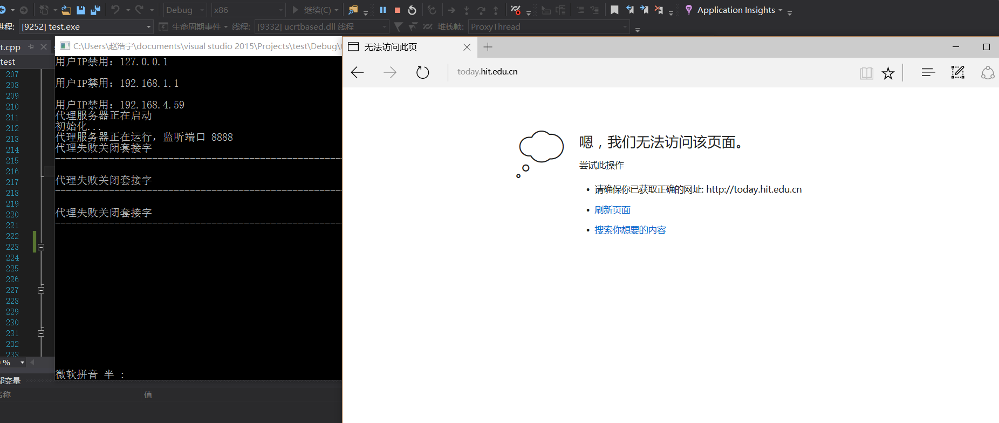 Debug x86 继续(C) Application Insights
进程: [9252] test.exe 生命周期事件 线程: [9332] ucrtbased.dll 线程 堆栈帧: ProxyThread
t.cpp
test
207
208
209
210
211
212
213
214
215
216
217
218
219
220
221
222
223
224
225
226
227
228
229
230
231
232
233
%
部变量
名称 值
C:\Users\赵浩宁\documents\visual studio 2015\Projects\test\Debug\t
用户IP禁用：127.0.0.1
用户IP禁用：192.168.1.1
用户IP禁用：192.168.4.59
代理服务器正在启动
初始化...
代理服务器正在运行，监听端口 8888
代理失败关闭套接字
------------------------------------------------------
代理失败关闭套接字
------------------------------------------------------
代理失败关闭套接字
------------------------------------------------------
微软拼音 半 :
无法访问此页
today.hit.edu.cn
嗯，我们无法访问该页面。
尝试此操作
• 请确保你已获取正确的网址: http://today.hit.edu.cn
• 刷新页面
• 搜索你想要的内容